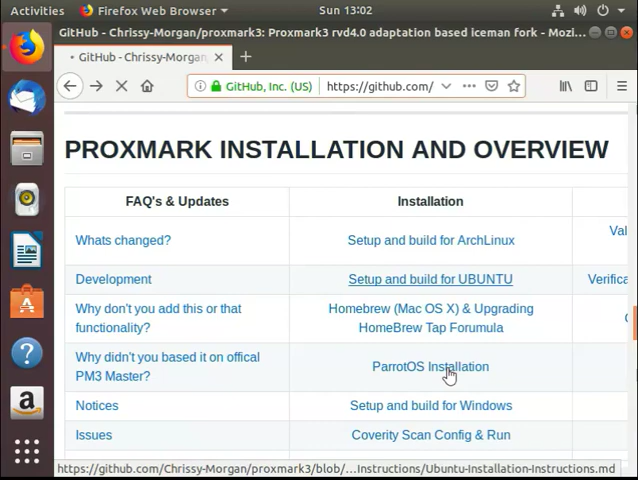 Activities Firefox Web Browser Sun 13:02
GitHub - Chrissy-Morgan/proxmark3: Proxmark3 rvd4.0 adaptation based iceman fork - Mozi...
GitHub - Chrissy-Morgan/
GitHub, Inc. (US) https://github.com/
PROXMARK INSTALLATION AND OVERVIEW
FAQ's & Updates Installation
Val
Whats changed? Setup and build for ArchLinux
Development Setup and build for UBUNTU Verifica
Why don't you add this or that
functionality?
Homebrew (Mac OS X) & Upgrading
HomeBrew Tap Forumula
Why didn't you based it on offical
PM3 Master?
ParrotOS Installation
Notices Setup and build for Windows
Issues Coverity Scan Config & Run
https://github.com/Chrissy-Morgan/proxmark3/blob/...Instructions/Ubuntu-Installation-Instructions.md